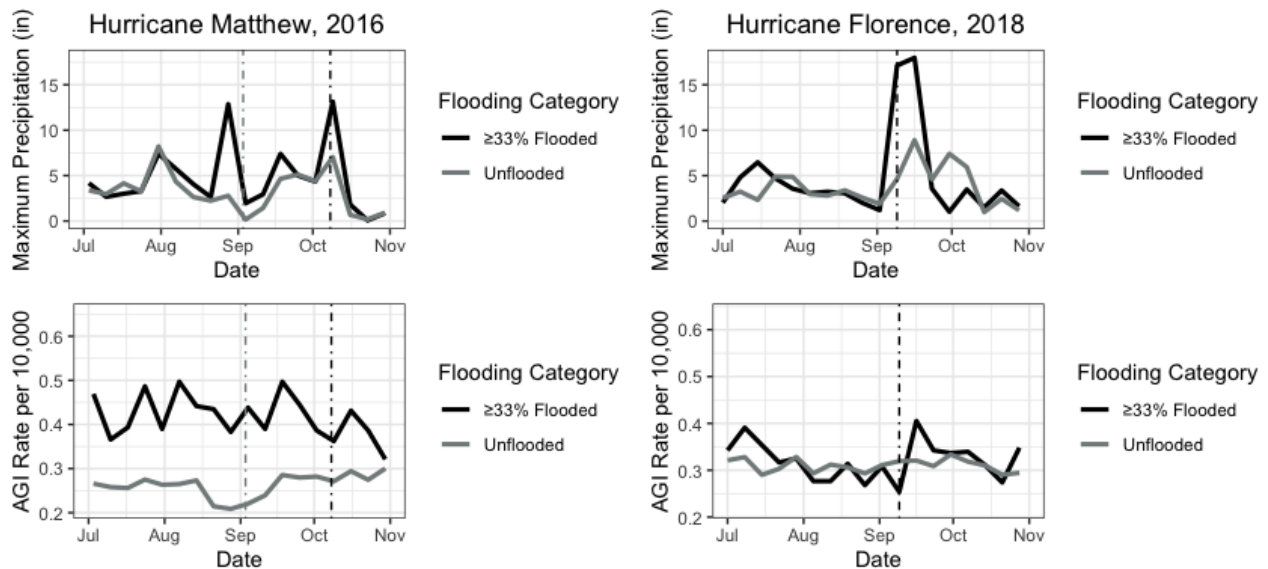 Hurricane Matthew, 2016
Maximum Precipitation (in)
15
10
5
0
Jul Aug Sep Oct Nov
Date
Flooding Category
≥33% Flooded
Unflooded
Hurricane Florence, 2018
Maximum Precipitation (in)
15
10
5
0
Jul Aug Sep Oct Nov
Date
Flooding Category
≥33% Flooded
Unflooded
AGI Rate per 10,000
0.6
0.5
0.4
0.3
0.2
Jul Aug Sep Oct Nov
Date
Flooding Category
≥33% Flooded
Unflooded
AGI Rate per 10,000
0.6
0.5
0.4
0.3
0.2
Jul Aug Sep Oct Nov
Date
Flooding Category
≥33% Flooded
Unflooded